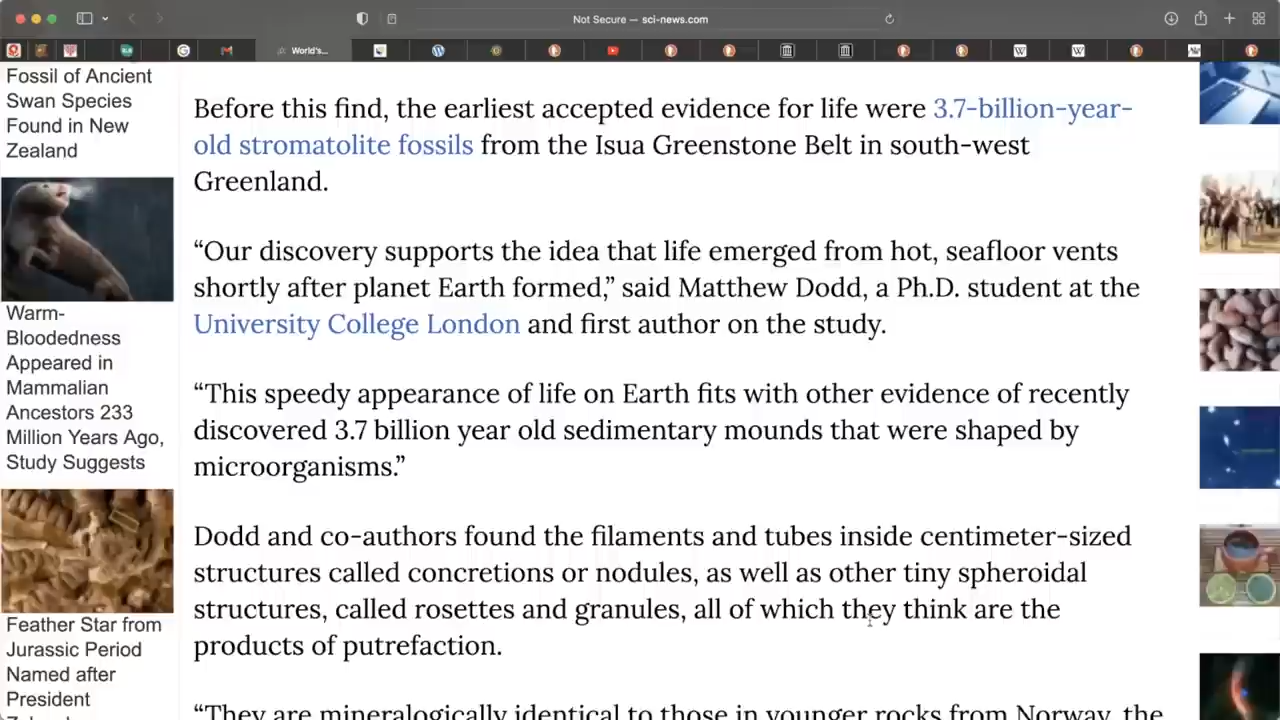 Not Secure — sci-news.com
World's...
Fossil of Ancient
Swan Species
Found in New
Zealand
Warm-
Bloodedness
Appeared in
Mammalian
Ancestors 233
Million Years Ago,
Study Suggests
Feather Star from
Jurassic Period
Named after
President
Before this find, the earliest accepted evidence for life were 3.7-billion-year-
old stromatolite fossils from the Isua Greenstone Belt in south-west
Greenland.
“Our discovery supports the idea that life emerged from hot, seafloor vents
shortly after planet Earth formed,” said Matthew Dodd, a Ph.D. student at the
University College London and first author on the study.
“This speedy appearance of life on Earth fits with other evidence of recently
discovered 3.7 billion year old sedimentary mounds that were shaped by
microorganisms.”
Dodd and co-authors found the filaments and tubes inside centimeter-sized
structures called concretions or nodules, as well as other tiny spheroidal
structures, called rosettes and granules, all of which they think are the
products of putrefaction.
“They are mineralogically identical to those in younger rocks from Norway, the